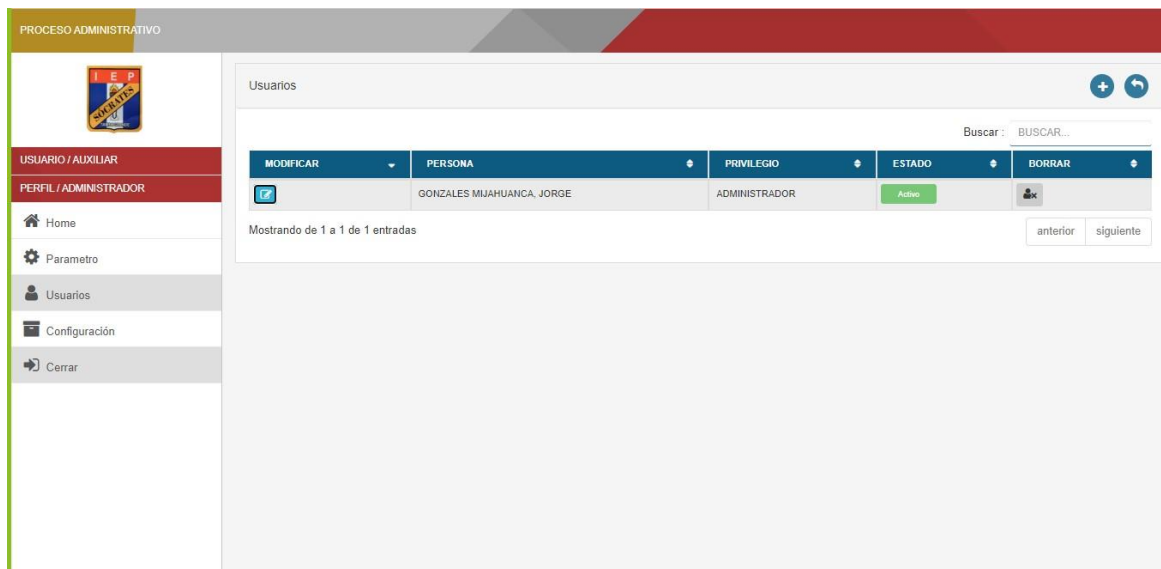 PROCESO ADMINISTRATIVO
I E P
SOCRATES
USUARIO / AUXILIAR
PERFIL / ADMINISTRADOR
Home
Parametro
Usuarios
Configuración
Cerrar
Usuarios
Buscar : BUSCAR...
MODIFICAR PERSONA PRIVILEGIO ESTADO BORRAR
GONZALES MIJAHUANCA, JORGE ADMINISTRADOR Activo
Mostrando de 1 a 1 de 1 entradas
anterior siguiente